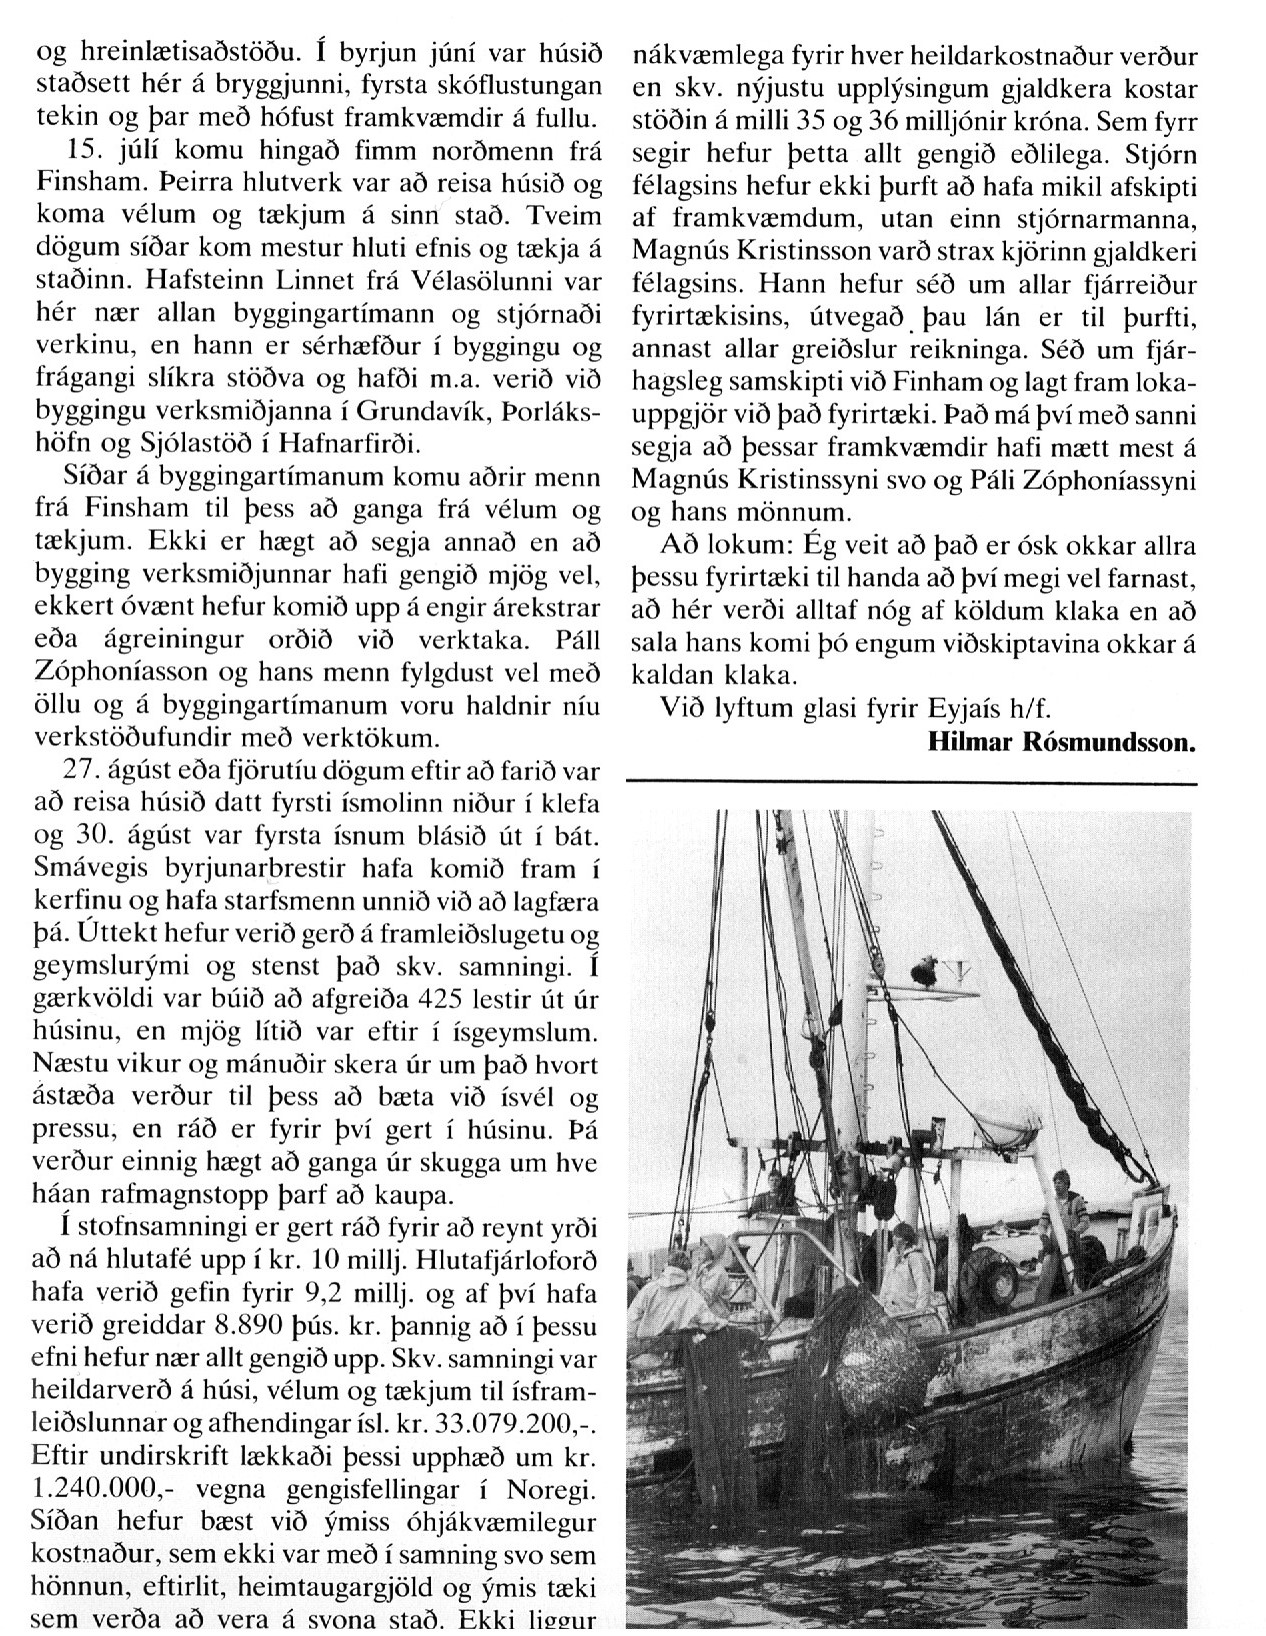 og hreinlætisaðstöðu. Í byrjun júní var húsið
staðsett hér á bryggjunni, fyrsta skóflustungan
tekin og þar með hófust framkvæmdir á fullu.
15. júlí komu hingað fimm norðmenn frá
Finsham. Þeirra hlutverk var að reisa húsið og
koma vélum og tækjum á sinn stað. Tveim
dögum síðar kom mestur hluti efnis og tækja á
staðinn. Hafsteinn Linnet frá Vélasölunni var
hér nær allan byggingartímann og stjórnaði
verkinu, en hann er sérhæfður í byggingu og
frágangi slíkra stöðva og hafði m.a. verið við
byggingu verksmiðjanna í Grundavík, Þorláks-
höfn og Sjólastöð í Hafnarfirði.
Síðar á byggingartímanum komu aðrir menn
frá Finsham til þess að ganga frá vélum og
tækjum. Ekki er hægt að segja annað en að
bygging verksmiðjunnar hafi gengið mjög vel,
ekkert óvænt hefur komið upp á engir árekstrar
eða ágreiningur orðið við verktaka. Páll
Zóphoníasson og hans menn fylgdust vel með
öllu og á byggingartímanum voru haldnir níu
verkstöðufundir með verktökum.
27. ágúst eða fjörutíu dögum eftir að farið var
að reisa húsið datt fyrsti ísmolinn niður í klefa
og 30. ágúst var fyrsta ísnum blásið út í bát.
Smávegis byrjunarbrestir hafa komið fram í
kerfinu og hafa starfsmenn unnið við að lagfæra
þá. Úttekt hefur verið gerð á framleiðslugetu og
geymslurými og stenst það skv. samningi. Í
gærkvöldi var búið að afgreiða 425 lestir út úr
húsinu, en mjög lítið var eftir í ísgeymslum.
Næstu vikur og mánuðir skera úr um það hvort
ástæða verður til þess að bæta við ísvél og
pressu, en ráð er fyrir því gert í húsinu. Þá
verður einnig hægt að ganga úr skugga um hve
háan rafmagnstopp þarf að kaupa.
Í stofnsamningi er gert ráð fyrir að reynt yrði
að ná hlutafé upp í kr. 10 millj. Hlutafjárloforð
hafa verið gefin fyrir 9,2 millj. og af því hafa
verið greiddar 8.890 þús. kr. þannig að í þessu
efni hefur nær allt gengið upp. Skv. samningi var
heildarverð á húsi, vélum og tækjum til ísfram-
leiðslunnar og afhendingar ísl. kr. 33.079.200,-.
Eftir undirskrift lækkaði þessi upphæð um kr.
1.240.000,- vegna gengisfellingar í Noregi.
Síðan hefur bæst við ýmiss óhjákvæmilegur
kostnaður, sem ekki var með í samning svo sem
hönnun, eftirlit, heimtaugargjöld og ýmis tæki
sem verða að vera á svona stað. Ekki liggur
nákvæmlega fyrir hver heildarkostnaður verður
en skv. nýjustu upplýsingum gjaldkera kostar
stöðin á milli 35 og 36 milljónir króna. Sem fyrr
segir hefur þetta allt gengið eðlilega. Stjórn
félagsins hefur ekki þurft að hafa mikil afskipti
af framkvæmdum, utan einn stjórnarmanna,
Magnús Kristinsson varð strax kjörinn gjaldkeri
félagsins. Hann hefur séð um allar fjárreiður
fyrirtækisins, útvegað þau lán er til þurfti,
annast allar greiðslur reikninga. Séð um fjár-
hagsleg samskipti við Finham og lagt fram loka-
uppgjör við það fyrirtæki. Það má því með sanni
segja að þessar framkvæmdir hafi mætt mest á
Magnús Kristinssyni svo og Páli Zóphoníassyni
og hans mönnum.
Að lokum: Ég veit að það er ósk okkar allra
þessu fyrirtæki til handa að því megi vel farnast,
að hér verði alltaf nóg af köldum klaka en að
sala hans komi þó engum viðskiptavina okkar á
kaldan klaka.
Við lyftum glasi fyrir Eyjaís h/f.
Hilmar Rósmundsson.